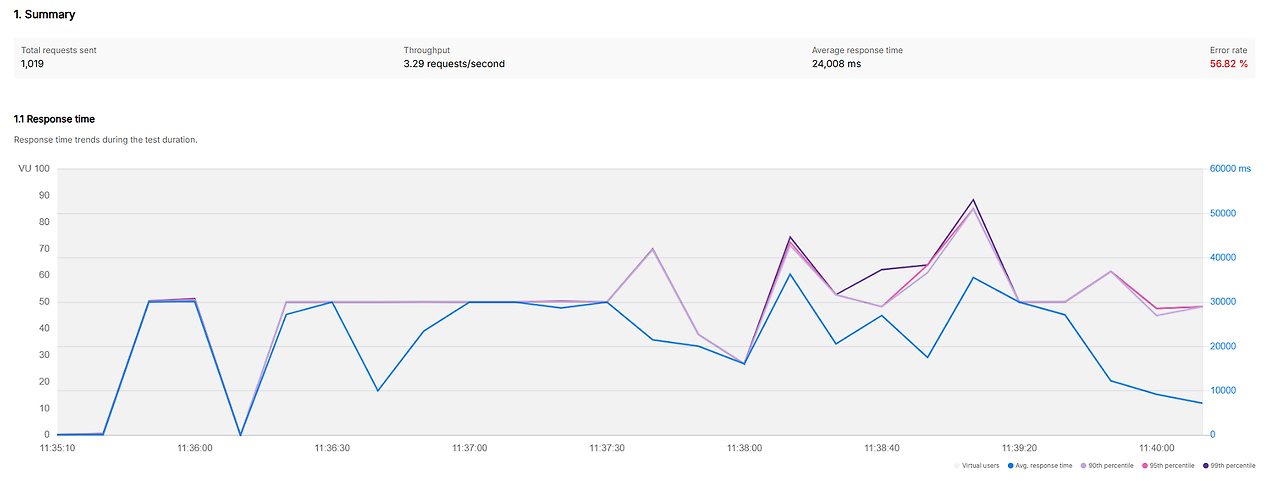 1. Summary
Total requests sent
Throughput
Average response time
Error rate
1,019
3.29 requests/second
24,008 ms
56.82 %
1.1 Response time
Response time trends during the test duration.
VU 100
90
80
70
60
50
40
30
20
10
0
60000 ms
50000
40000
30000
20000
10000
0
11:35:10
11:36:00
11:36:30
11:37:00
11:37:30
11:38:00
11:38:40
11:39:20
11:40:00
Virtual users
Avg. response time
90th percentile
95th percentile
99th percentile